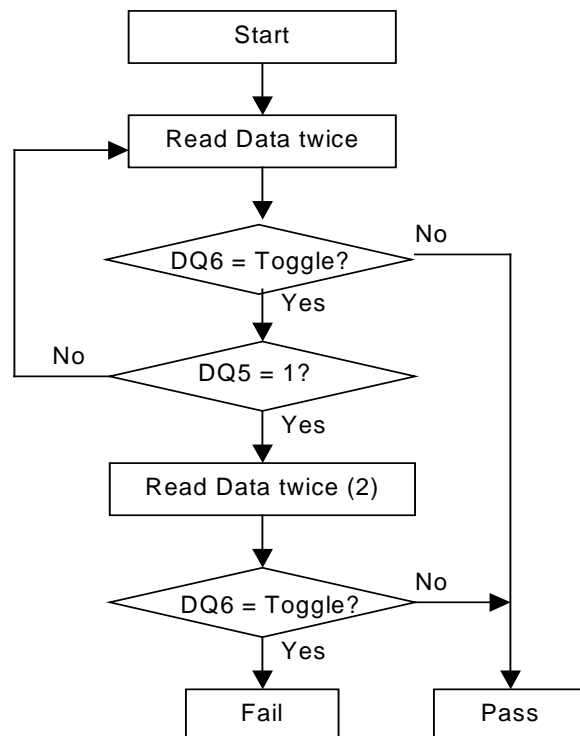 Start
Read Data twice
No
DQ6 = Toggle?
Yes
No
DQ5 = 1?
Yes
Read Data twice (2)
No
DQ6 = Toggle?
Yes
Fail
Pass